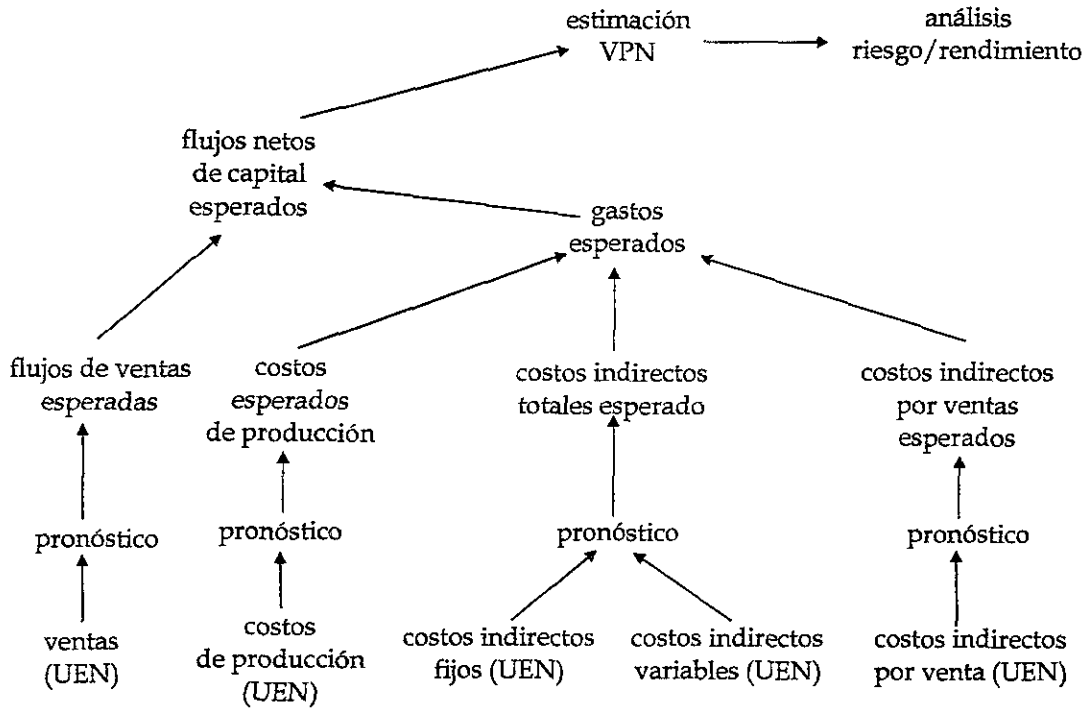 estimación
VPN
análisis
riesgo/rendimiento
flujos netos
de capital
esperados
gastos
esperados
flujos de ventas
esperadas
costos
esperados
de producción
costos indirectos
totales esperado
costos indirectos
por ventas
esperados
pronóstico
pronóstico
pronóstico
pronóstico
ventas
(UEN)
costos
de producción
(UEN)
costos indirectos
fijos (UEN)
costos indirectos
variables (UEN)
costos indirectos
por venta (UEN)